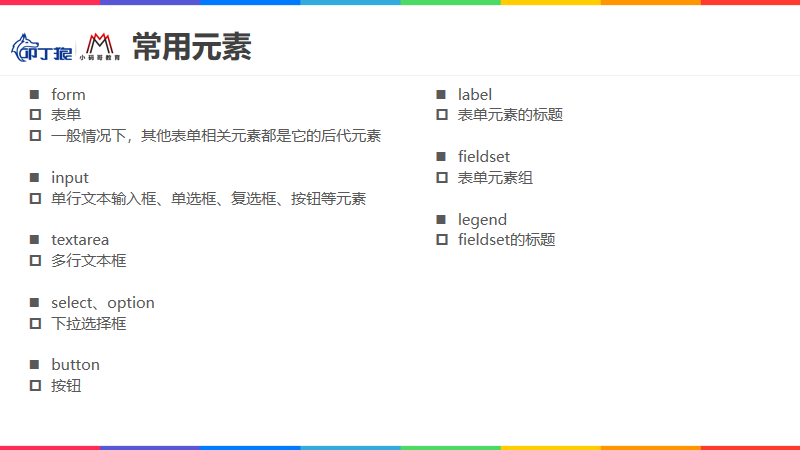 叩丁狼
小码哥教育
常用元素
form
表单
一般情况下，其他表单相关元素都是它的后代元素
input
单行文本输入框、单选框、复选框、按钮等元素
textarea
多行文本框
select、option
下拉选择框
button
按钮
label
表单元素的标题
fieldset
表单元素组
legend
fieldset的标题